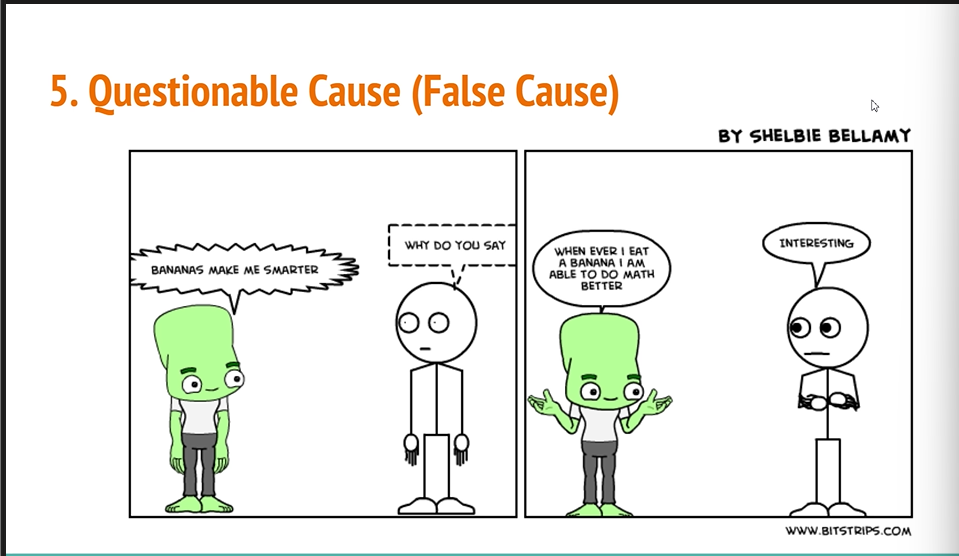 5. Questionable Cause (False Cause)
BY SHELBIE BELLAMY
BANANAS MAKE ME SMARTER
WHY DO YOU SAY
WHEN EVER I EAT
A BANANA I AM
ABLE TO DO MATH
BETTER
INTERESTING
WWW.BITSTRIPS.COM